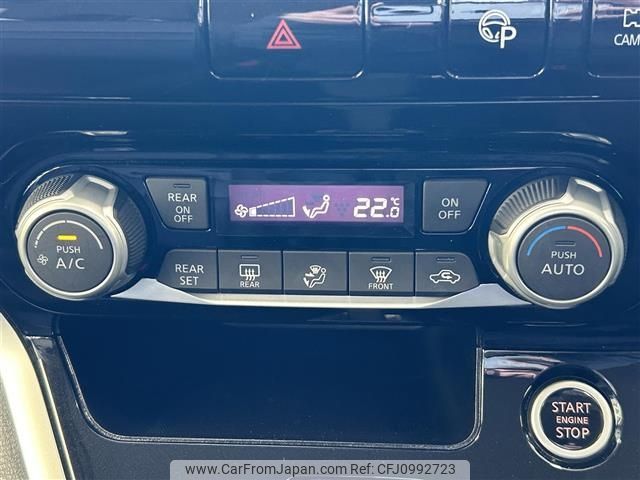 P
CAM
REAR
ON
OFF
22.0 °C
ON
OFF
PUSH
A/C
PUSH
AUTO
REAR
SET
REAR
FRONT
START
ENGINE
STOP
www.CarFromJapan.com | Ref: CFJ10992723